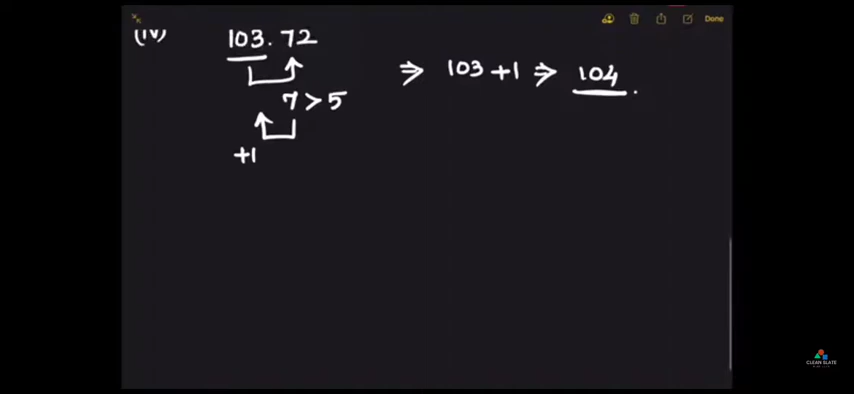 Done
(iv) 103.72
⇒ 103 +1 ⇒ 104.
7 > 5
+1
CLEAN SLATE